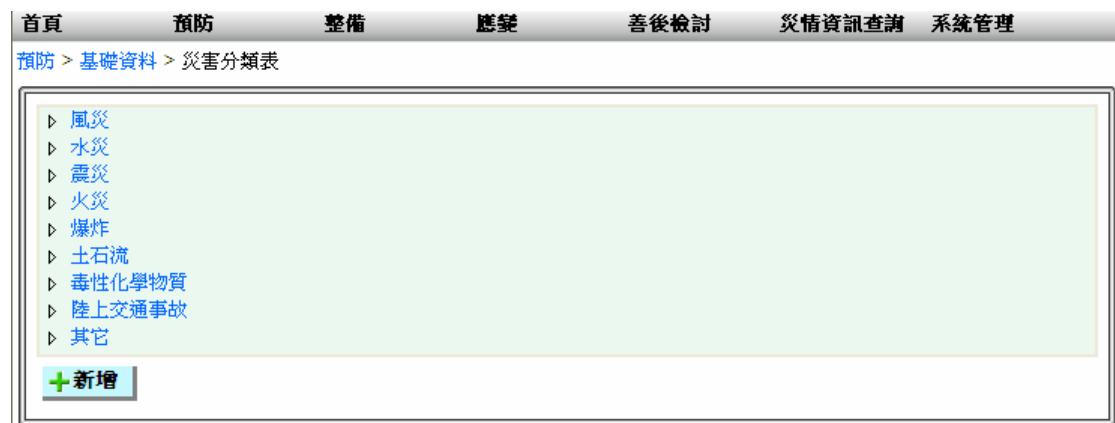 首頁 預防 整備 應變 善後檢討 災情資訊查詢 系統管理
預防 > 基礎資料 > 災害分類表
風災
水災
震災
火災
爆炸
土石流
毒性化學物質
陸上交通事故
其它
新增